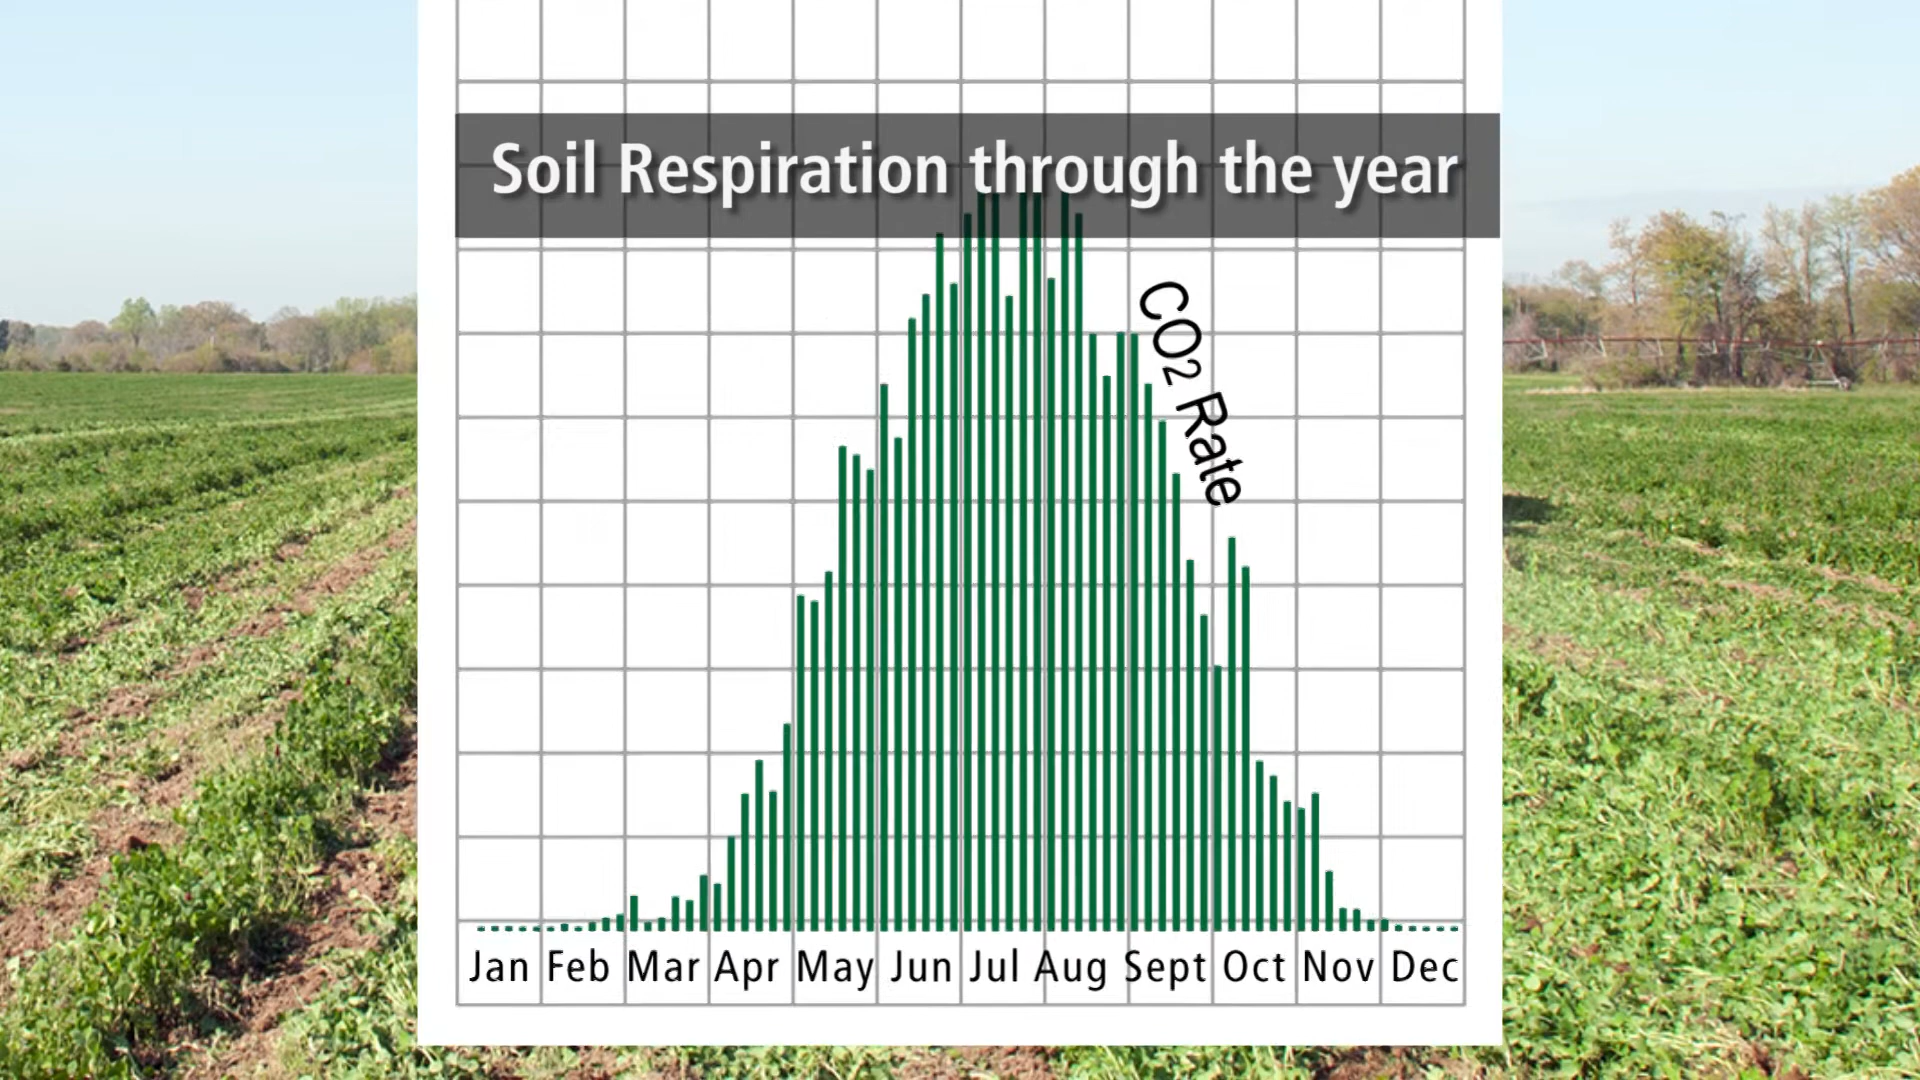 Soil Respiration through the year
CO2 Rate
Jan Feb Mar Apr May Jun Jul Aug Sept Oct Nov Dec